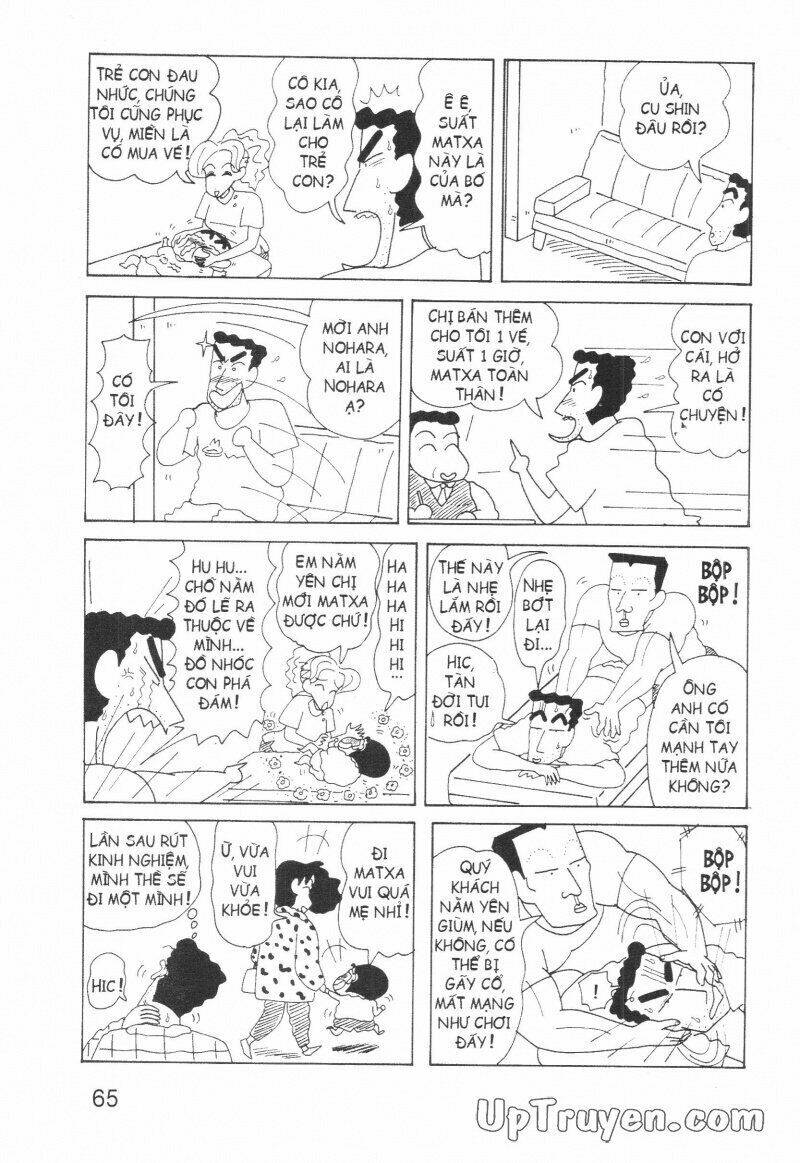 ỦA,
CU SHIN
ĐÂU RỒI?
Ê Ê,
SUẤT
MATXA
NÀY LÀ
CỦA BỐ
MÀ?
CÔ KIA,
SAO CÔ
LẠI LÀM
CHO
TRẺ
CON?
TRẺ CON ĐAU
NHỨC, CHÚNG
TÔI CŨNG PHỤC
VỤ, MIỄN LÀ
CÓ MUA VÉ!
CON VỚI
CÁI, HỞ
RA LÀ
CÓ
CHUYỆN!
CHỊ BÁN THÊM
CHO TÔI 1 VÉ,
SUẤT 1 GIỜ,
MATXA TOÀN
THÂN!
MỜI ANH
NOHARA,
AI LÀ
NOHARA
Ạ?
CÓ
TÔI
ĐÂY!
BỘP
BỘP!
ÔNG
ANH CÓ
CẦN TÔI
MẠNH TAY
THÊM NỮA
KHÔNG?
NHẸ
BỚT
LẠI
ĐI...
THẾ NÀY
LÀ NHẸ
LẮM RỒI
ĐẤY!
HIC,
TÀN
ĐỜI TUI
RỒI!
HA
HA
HA
HI
HI
HI
...
EM NẰM
YÊN CHỊ
MỚI MATXA
ĐƯỢC CHỨ!
HU HU...
CHỖ NẰM
ĐÓ LẼ RA
THUỘC VỀ
MÌNH...
ĐỒ NHÓC
CON PHÁ
ĐÁM!
BỘP
BỘP!
QUÝ
KHÁCH
NẰM YÊN
GIÙM, NẾU
KHÔNG, CÓ
THỂ BỊ
GÃY CỔ,
MẤT MẠNG
NHƯ CHƠI
ĐẤY!
!
ĐI
MATXA
VUI QUÁ
MẸ NHỈ!
Ừ, VỪA
VUI
VỪA
KHỎE!
LẦN SAU RÚT
KINH NGHIỆM,
MÌNH THỀ SẼ
ĐI MỘT MÌNH!
HIC!
65
UpTruyen.com